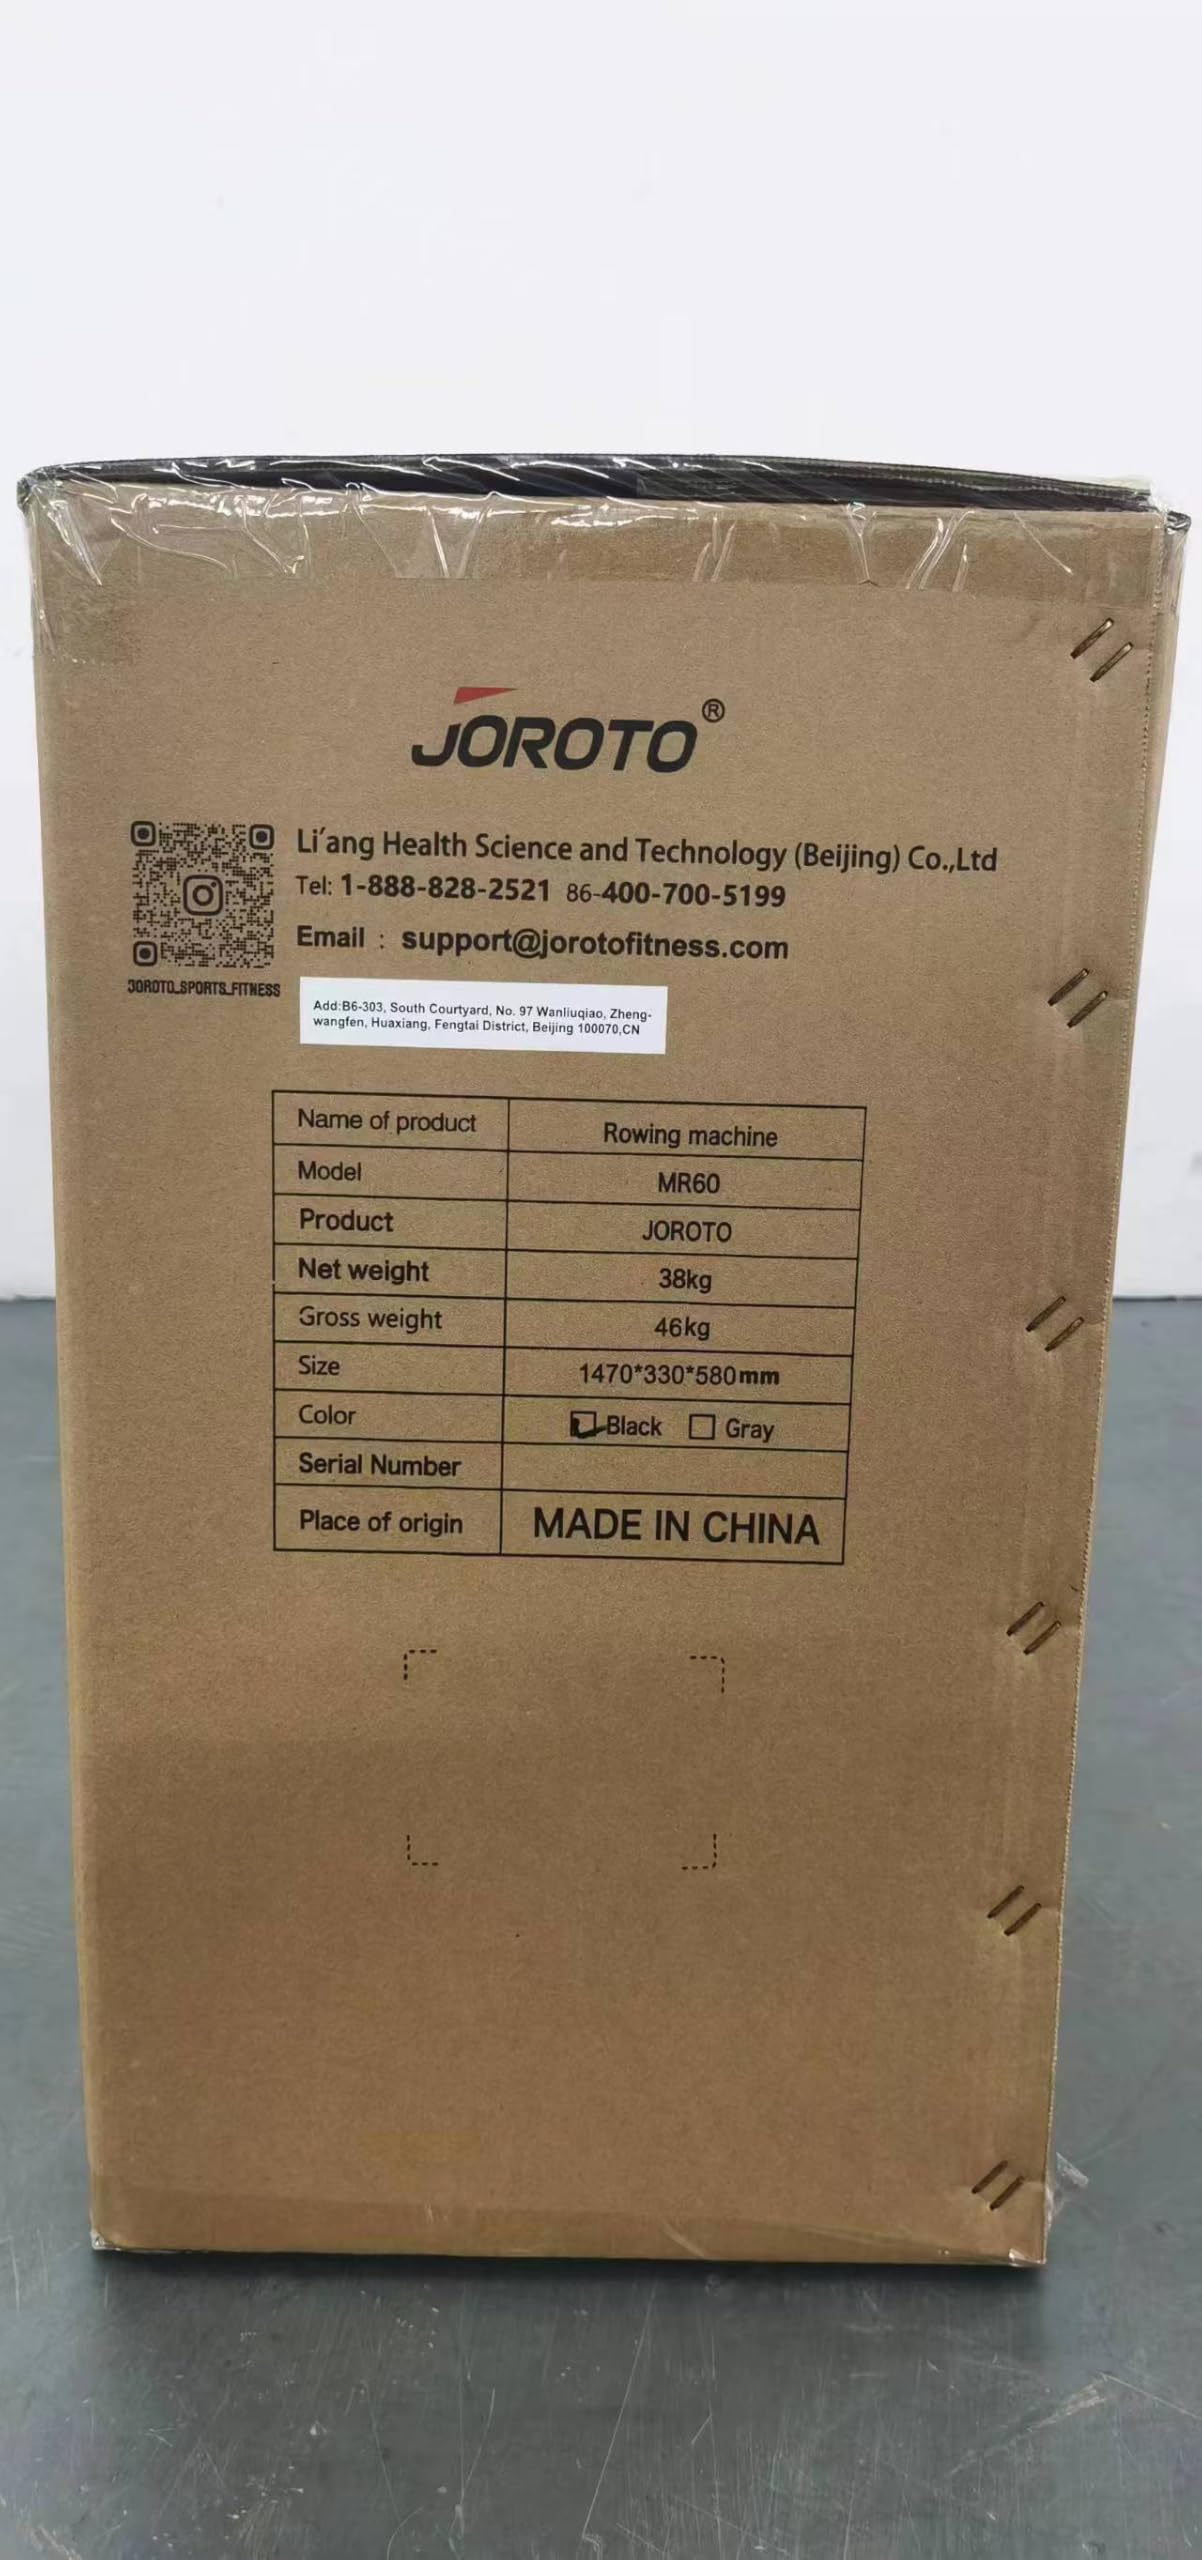 JOROTO®
Li'ang Health Science and Technology (Beijing) Co.,Ltd
Tel: 1-888-828-2521 86-400-700-5199
Email : support@jorotofitness.com
JOROTO_SPORTS_FITNESS
Add:B6-303, South Courtyard, No. 97 Wanliuqiao, Zheng-
wangfen, Huaxiang, Fengtai District, Beijing 100070,CN
Name of product Rowing machine
Model MR60
Product JOROTO
Net weight 38kg
Gross weight 46kg
Size 1470*330*580mm
Color Black Gray
Serial Number
Place of origin MADE IN CHINA